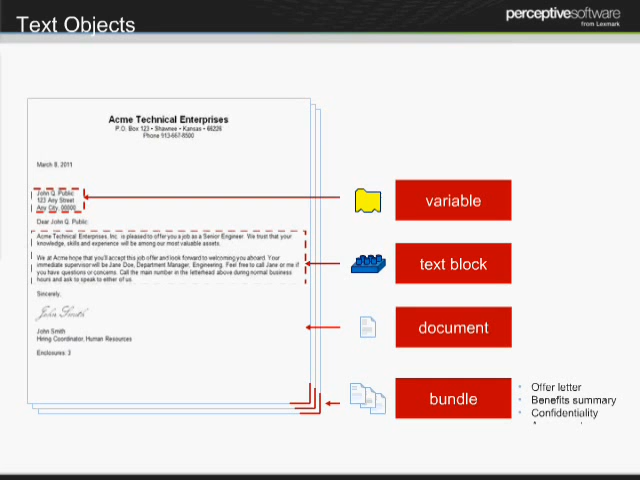 Text Objects
perceptivesoftware
from Lexmark
Acme Technical Enterprises
P.O. Box 123 • Shawnee • Kansas • 66226
Phone 913-667-8500
March 8, 2011
John Q. Public
123 Any Street
Any City, 00000
Dear John Q. Public:
Acme Technical Enterprises, Inc. is pleased to offer you a job as a Senior Engineer. We trust that your
knowledge, skills and experience will be among our most valuable assets.
We at Acme hope that you'll accept this job offer and look forward to welcoming you aboard. Your
immediate supervisor will be Jane Doe, Department Manager, Engineering. Feel free to call Jane or me if
you have questions or concerns. Call the main number in the letterhead above during normal business
hours and ask to speak to either of us.
Sincerely,
John Smith
John Smith
Hiring Coordinator, Human Resources
Enclosures: 3
variable
text block
document
bundle
• Offer letter
• Benefits summary
• Confidentiality